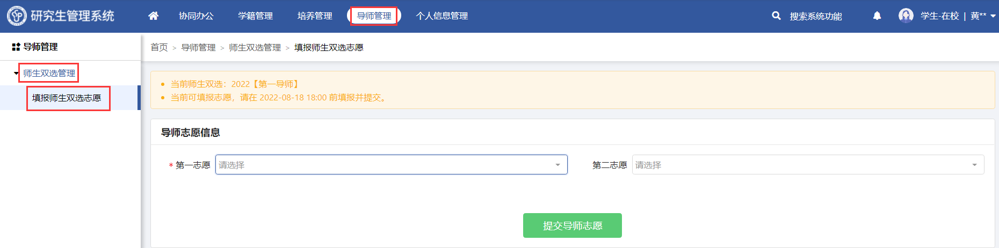 研究生管理系统 协同办公 学籍管理 培养管理 导师管理 个人信息管理 搜索系统功能 学生-在校 | 黄**
导师管理
首页 > 导师管理 > 师生双选管理 > 填报师生双选志愿
师生双选管理
填报师生双选志愿
当前师生双选：2022【第一导师】
当前可填报志愿，请在 2022-08-18 18:00 前填报并提交。
导师志愿信息
* 第一志愿 请选择 第二志愿 请选择
提交导师志愿